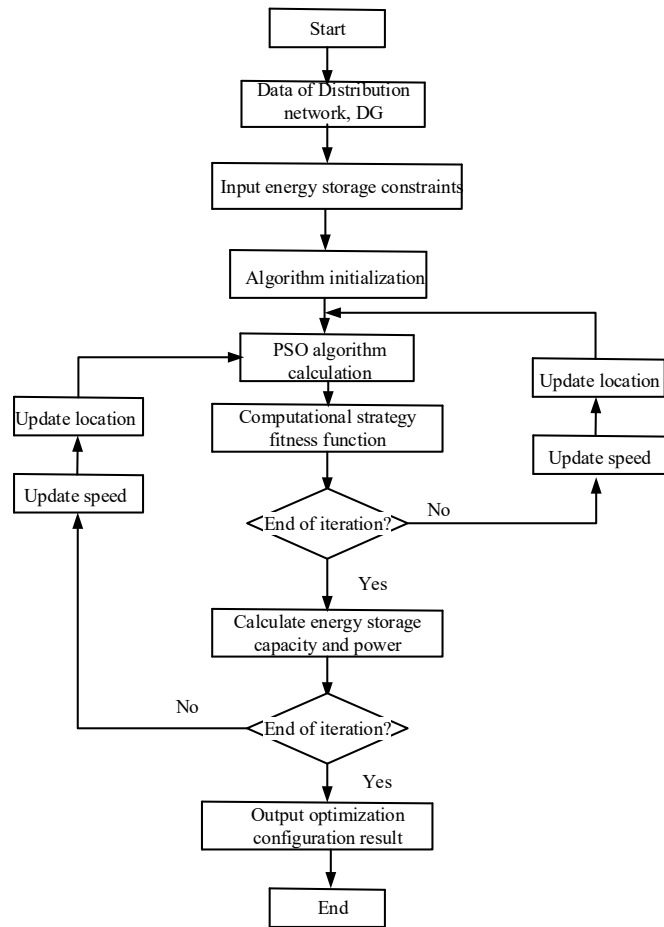 Start
Data of Distribution
network, DG
Input energy storage constraints
Algorithm initialization
PSO algorithm
calculation
Update location
Update location
Computational strategy
fitness function
Update speed
Update speed
End of iteration?
No
Yes
Calculate energy storage
capacity and power
No
End of iteration?
Yes
Output optimization
configuration result
End